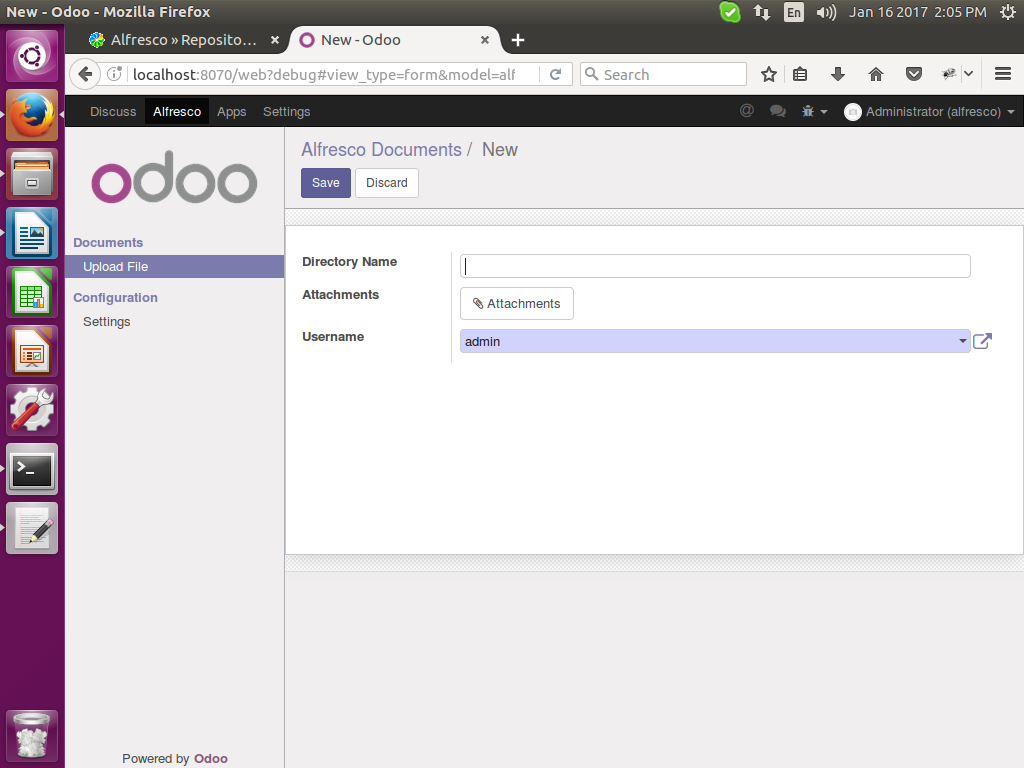 New - Odoo - Mozilla Firefox
En
Jan 16 2017 2:05 PM
Alfresco » Reposito...
New - Odoo
localhost:8070/web?debug#view_type=form&model=alf
Search
Discuss
Alfresco
Apps
Settings
@
Administrator (alfresco)
odoo
Alfresco Documents / New
Save
Discard
Documents
Upload File
Configuration
Settings
Directory Name
Attachments
Attachments
Username
admin
Powered by Odoo